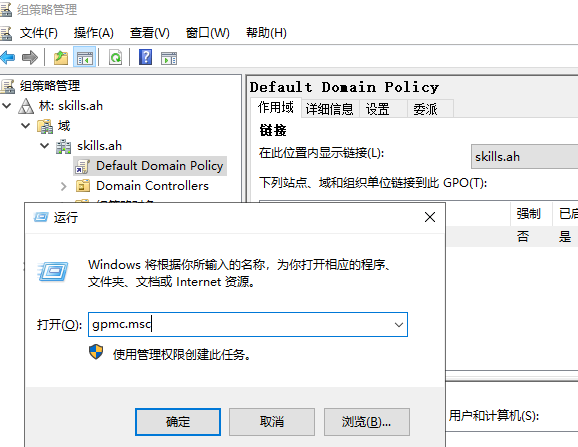 组策略管理
文件(F) 操作(A) 查看(V) 窗口(W) 帮助(H)
组策略管理
林: skills.ah
域
skills.ah
Default Domain Policy
Domain Controllers
Default Domain Policy
作用域 详细信息 设置 委派
链接
在此位置内显示链接(L): skills.ah
下列站点、域和组织单位链接到此 GPO(T):
强制 已启
否 是
运行
Windows 将根据你所输入的名称，为你打开相应的程序、
文件夹、文档或 Internet 资源。
打开(O): gpmc.msc
使用管理权限创建此任务。
确定 取消 浏览(B)...
用户和计算机(S):